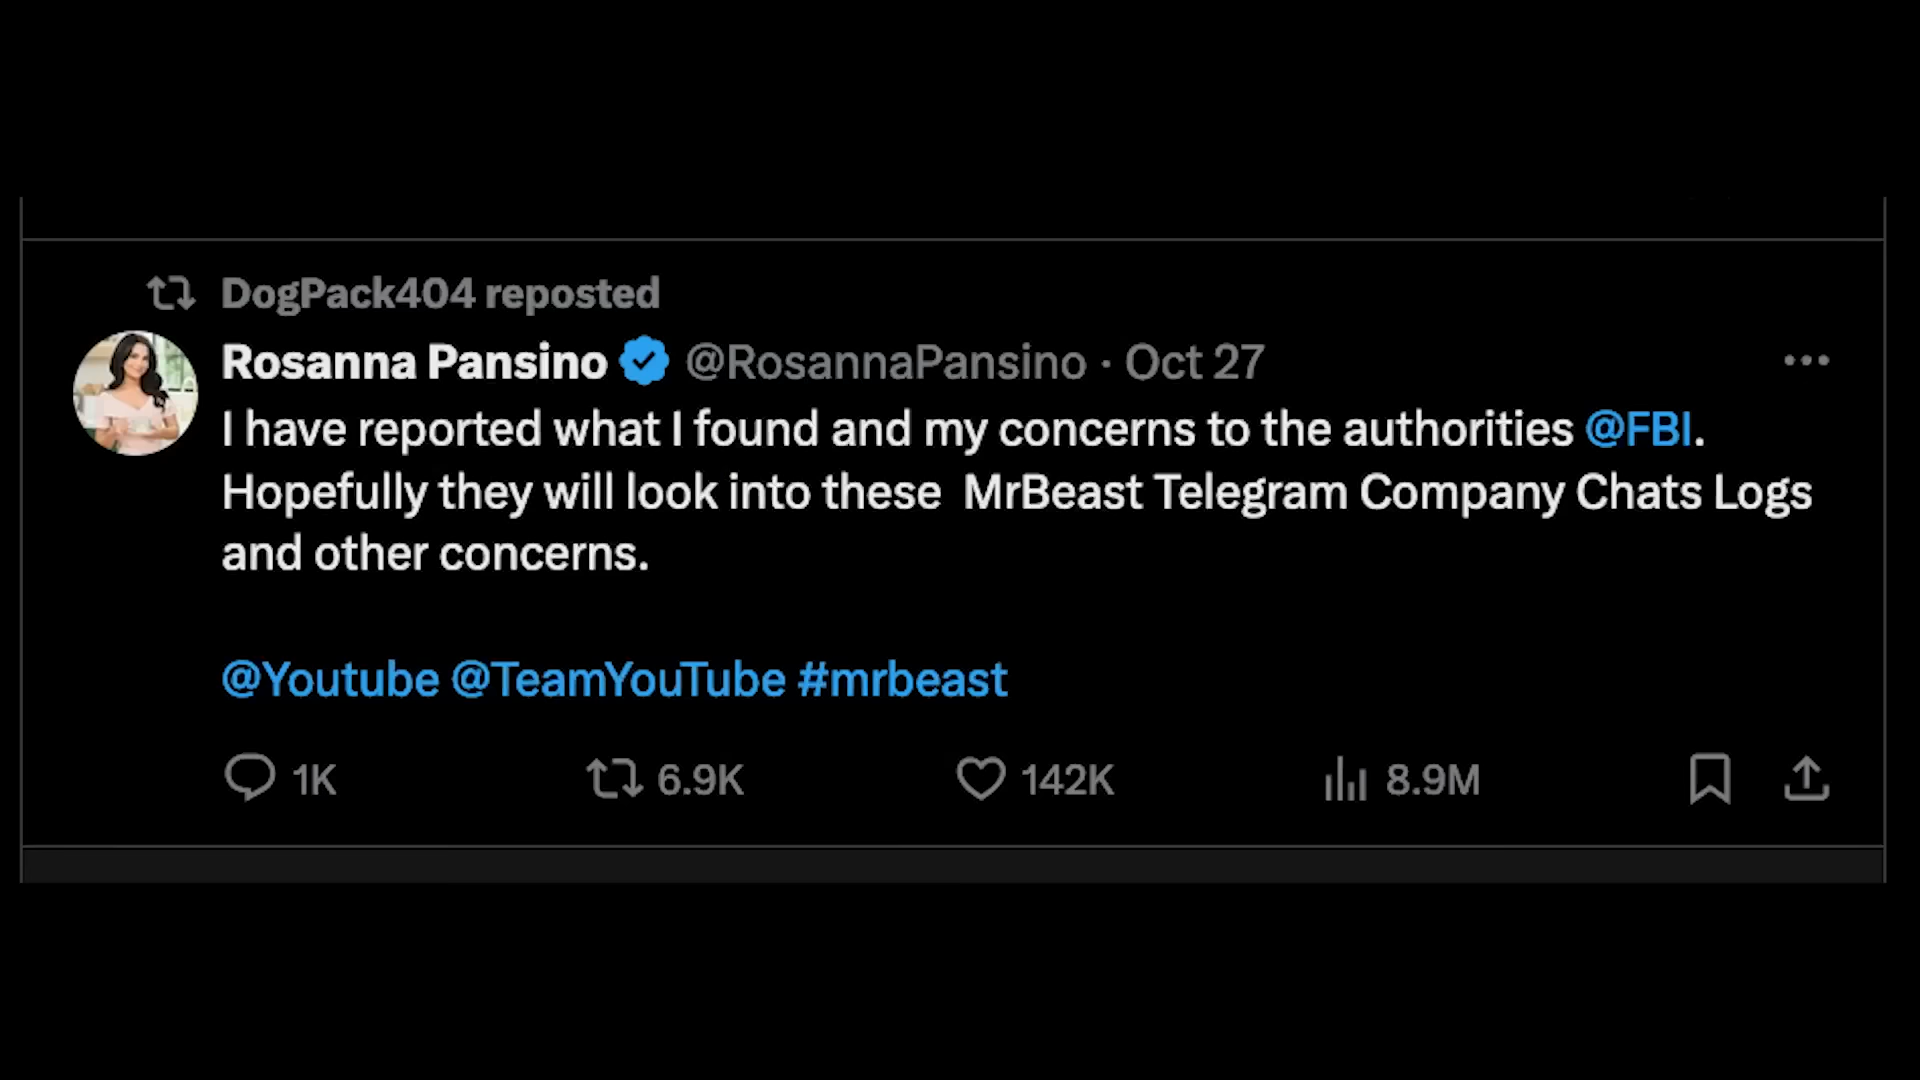 DogPack404 reposted
Rosanna Pansino @RosannaPansino · Oct 27
I have reported what I found and my concerns to the authorities @FBI.
Hopefully they will look into these  MrBeast Telegram Company Chats Logs
and other concerns.
@Youtube @TeamYouTube #mrbeast
1K 6.9K 142K 8.9M